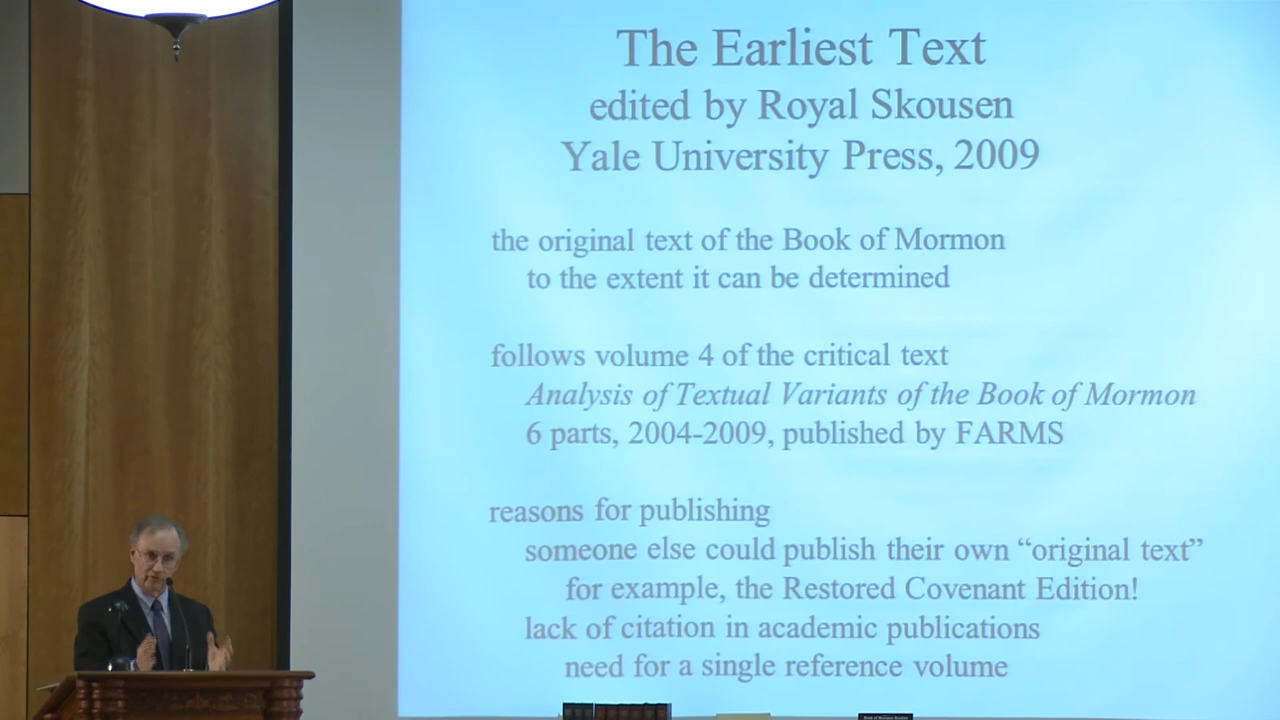 The Earliest Text
edited by Royal Skousen
Yale University Press, 2009
the original text of the Book of Mormon
to the extent it can be determined
follows volume 4 of the critical text
Analysis of Textual Variants of the Book of Mormon
6 parts, 2004-2009, published by FARMS
reasons for publishing
someone else could publish their own “original text”
for example, the Restored Covenant Edition!
lack of citation in academic publications
need for a single reference volume
Book of Mormon Studies